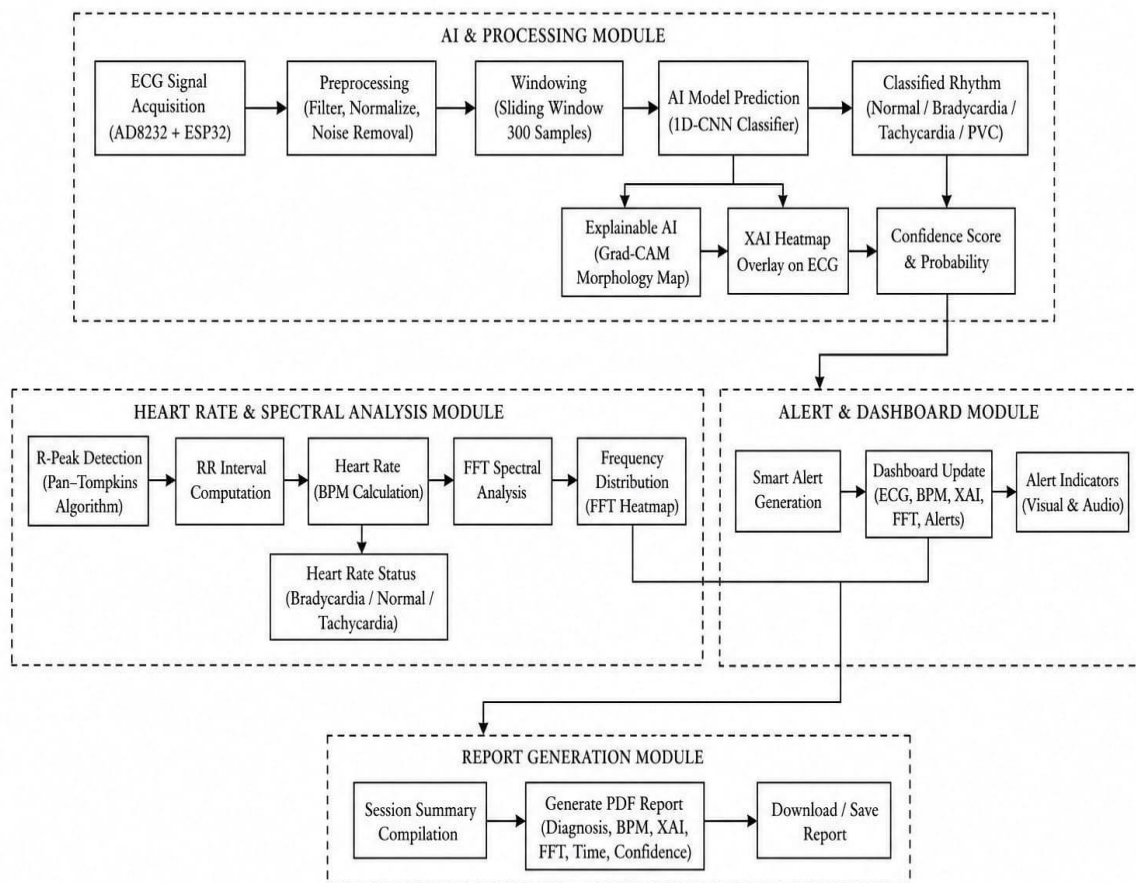 AI & PROCESSING MODULE
ECG Signal
Acquisition
(AD8232 + ESP32)
Preprocessing
(Filter, Normalize,
Noise Removal)
Windowing
(Sliding Window
300 Samples)
AI Model Prediction
(1D-CNN Classifier)
Classified Rhythm
(Normal / Bradycardia /
Tachycardia / PVC)
Explainable AI
(Grad-CAM
Morphology Map)
XAI Heatmap
Overlay on ECG
Confidence Score
& Probability
HEART RATE & SPECTRAL ANALYSIS MODULE
R-Peak Detection
(Pan–Tompkins
Algorithm)
RR Interval
Computation
Heart Rate
(BPM Calculation)
FFT Spectral
Analysis
Frequency
Distribution
(FFT Heatmap)
Heart Rate Status
(Bradycardia / Normal /
Tachycardia)
ALERT & DASHBOARD MODULE
Smart Alert
Generation
Dashboard Update
(ECG, BPM, XAI,
FFT, Alerts)
Alert Indicators
(Visual & Audio)
REPORT GENERATION MODULE
Session Summary
Compilation
Generate PDF Report
(Diagnosis, BPM, XAI,
FFT, Time, Confidence)
Download / Save
Report